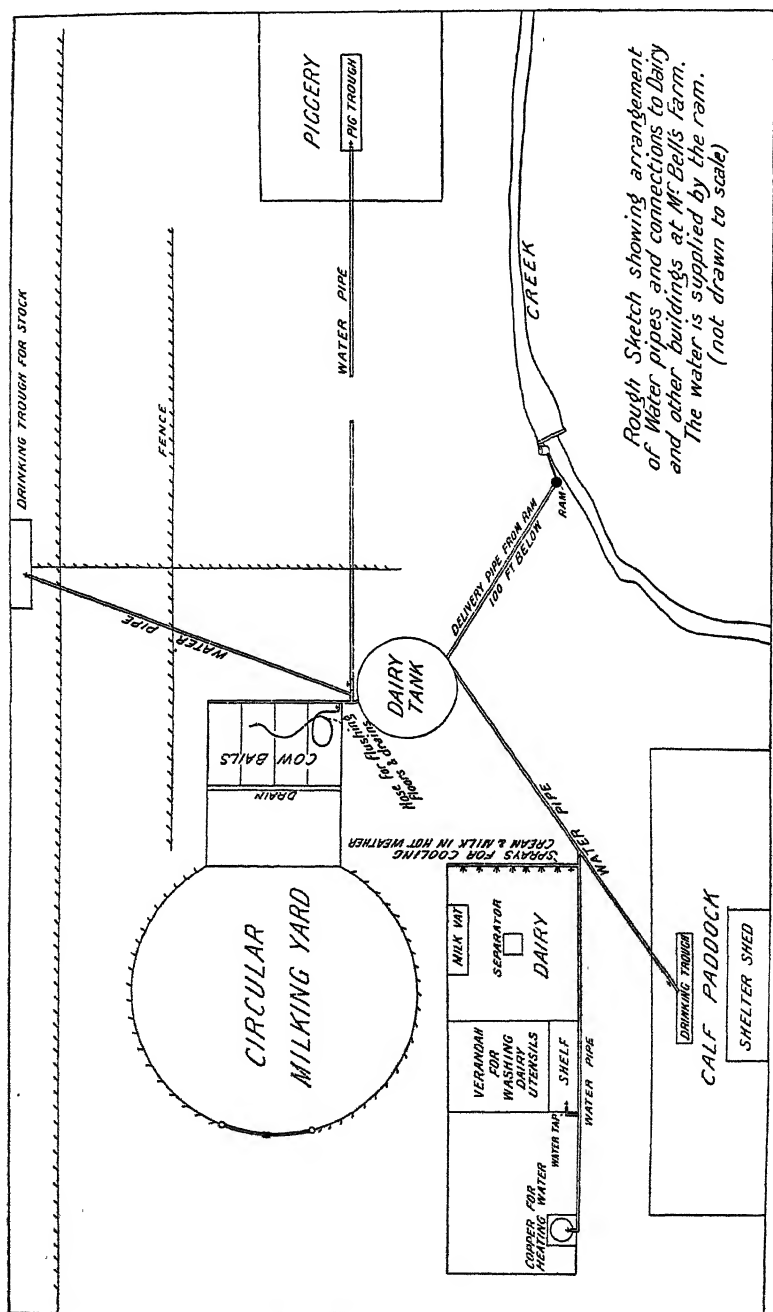 DRINKING TROUGH FOR STOCK
FENCE
WATER PIPE
PIGGERY
PIG TROUGH
WATER PIPE
CIRCULAR
MILKING YARD
DRAIN
COW BAILS
Hose for flushing
floors & drains
DAIRY
TANK
DELIVERY PIPE FROM RAM
100 FT BELOW
RAM
CREEK
SPRAYS FOR COOLING
CREAM & MILK IN HOT WEATHER
MILK VAT
SEPARATOR
DAIRY
VERANDAH
FOR
WASHING
DAIRY
UTENSILS
SHELF
WATER TAP
COPPER FOR
HEATING WATER
WATER PIPE
WATER PIPE
DRINKING TROUGH
CALF PADDOCK
SHELTER SHED
Rough Sketch showing arrangement
of Water pipes and connections to Dairy
and other buildings at Mr Bell's Farm.
The water is supplied by the ram.
(not drawn to scale)